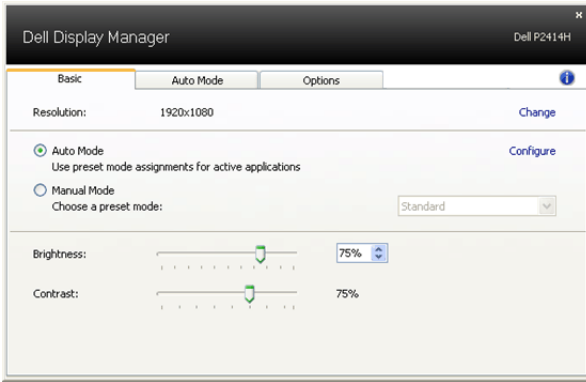 Dell Display Manager
Dell P2414H
Basic
Auto Mode
Options
Resolution:
1920x1080
Change
Auto Mode
Configure
Use preset mode assignments for active applications
Manual Mode
Choose a preset mode:
Standard
Brightness:
75%
Contrast:
75%